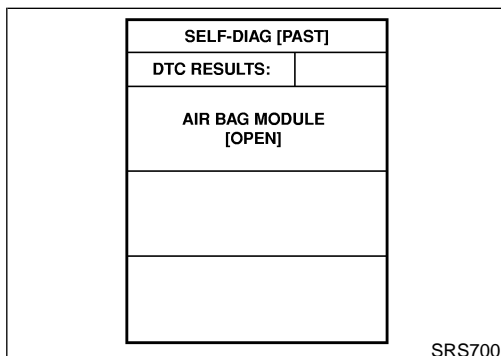 SELF-DIAG [PAST]
DTC RESULTS:
AIR BAG MODULE
[OPEN]
SRS700